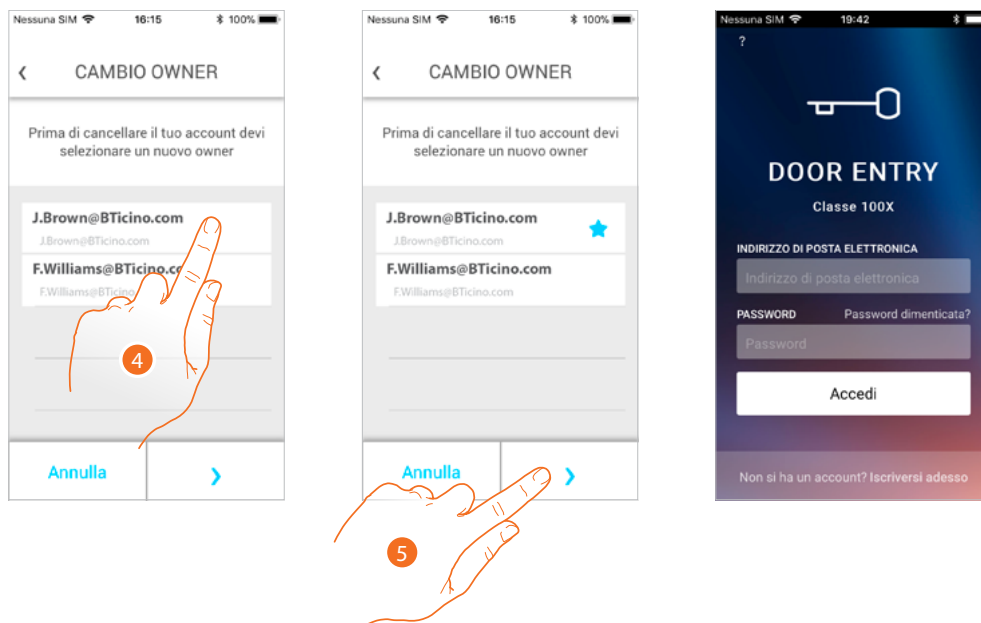 Nessuna SIM 16:15 100%
CAMBIO OWNER
Prima di cancellare il tuo account devi
selezionare un nuovo owner
J.Brown@BTicino.com
J.Brown@BTicino.com
F.Williams@BTicino.co
F.Williams@BTicino
4
Annulla
Nessuna SIM 16:15 100%
CAMBIO OWNER
Prima di cancellare il tuo account devi
selezionare un nuovo owner
J.Brown@BTicino.com
J.Brown@BTicino.com
F.Williams@BTicino.com
F.Williams@BTicino.com
Annulla
5
Nessuna SIM 19:42
?
DOOR ENTRY
Classe 100X
INDIRIZZO DI POSTA ELETTRONICA
Indirizzo di posta elettronica
PASSWORD Password dimenticata?
Password
Accedi
Non si ha un account? Iscriversi adesso